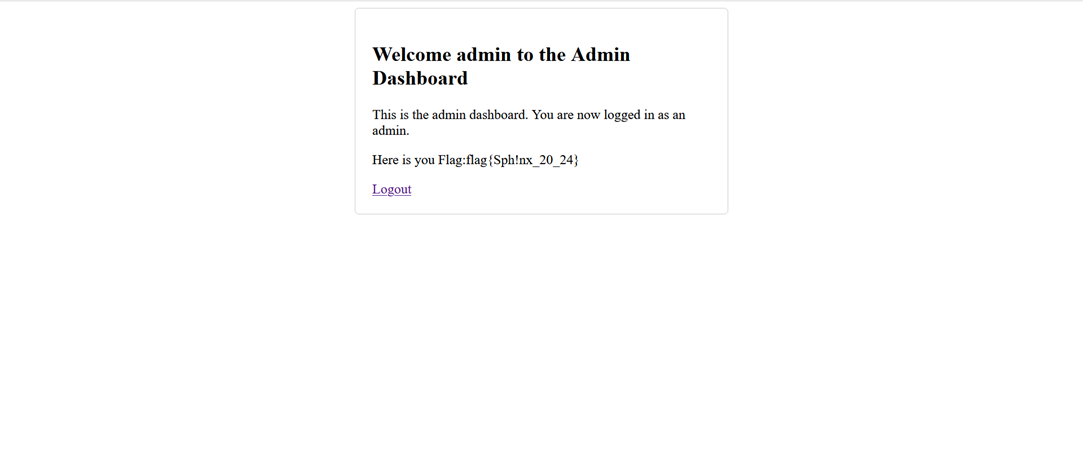 Welcome admin to the Admin
Dashboard
This is the admin dashboard. You are now logged in as an
admin.
Here is you Flag:flag{Sph!nx_20_24}
Logout